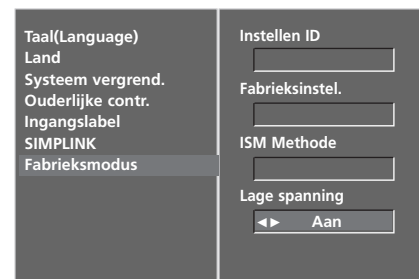 Taal(Language)
Land
Systeem vergrend.
Ouderlijke contr.
Ingangslabel
SIMPLINK
Fabrieksmodus
Instellen ID
Fabrieksinstel.
ISM Methode
Lage spanning
◄► Aan